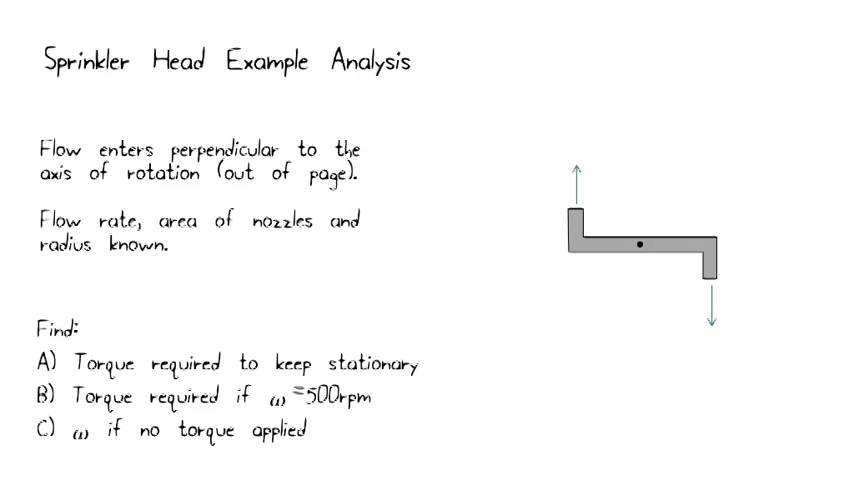 Sprinkler Head Example Analysis
Flow enters perpendicular to the
axis of rotation (out of page).
Flow rate, area of nozzles and
radius known.
Find:
A) Torque required to keep stationary
B) Torque required if ω =500rpm
C) ω if no torque applied